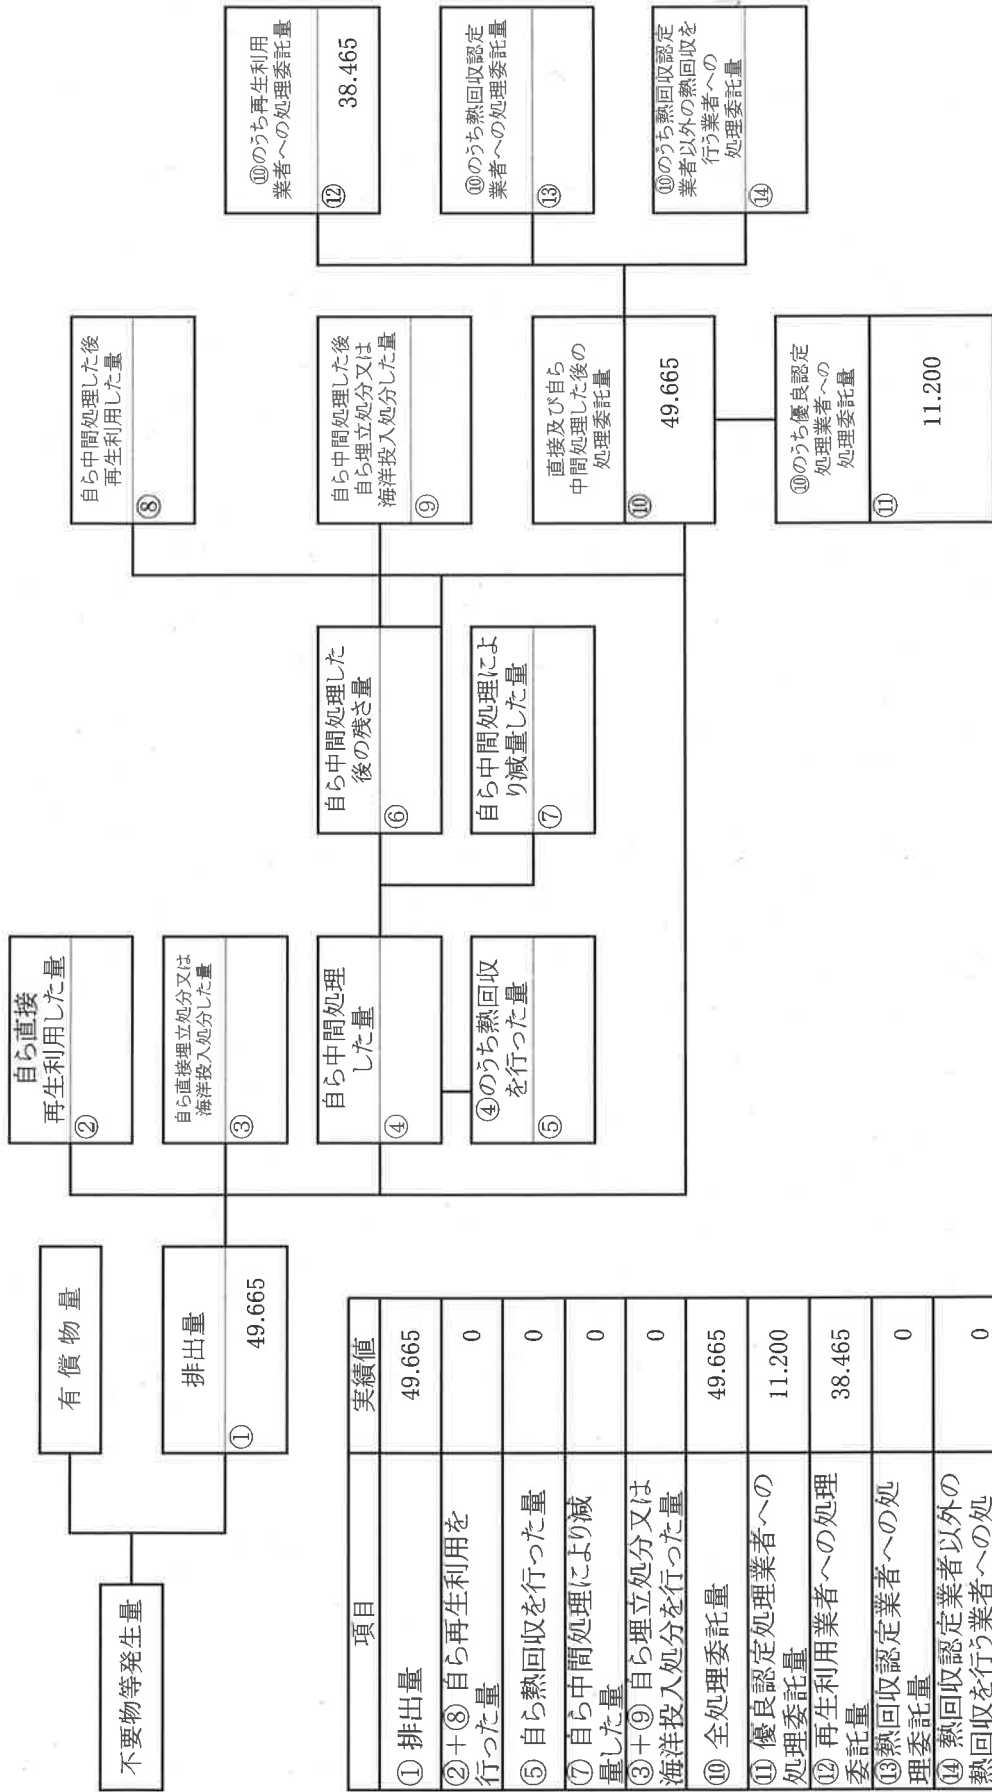 不要物等発生量
有償物量
排出量
①
49.665
自ら直接
再生利用した量
②
自ら直接埋立処分又は
海洋投入処分した量
③
自ら中間処理
した量
④
④のうち熱回収
を行った量
⑤
自ら中間処理した
後の残さ量
⑥
自ら中間処理によ
り減量した量
⑦
自ら中間処理した後
再生利用した量
⑧
自ら中間処理した後
自ら埋立処分又は
海洋投入処分した量
⑨
直接及び自ら
中間処理した後の
処理委託量
⑩
49.665
⑩のうち優良認定
処理業者への
処理委託量
⑪
11.200
⑩のうち再生利用
業者への処理委託量
⑫
38.465
⑩のうち熱回収認定
業者への処理委託量
⑬
⑩のうち熱回収認定
業者以外の熱回収を
行う業者への
処理委託量
⑭
項目 実績値
① 排出量 49.665
②＋⑧ 自ら再生利用を
行った量 0
⑤ 自ら熱回収を行った量 0
⑦ 自ら中間処理により減
量した量 0
③＋⑨ 自ら埋立処分又は
海洋投入処分を行った量 0
⑩ 全処理委託量 49.665
⑪ 優良認定処理業者への
処理委託量 11.200
⑫ 再生利用業者への処理
委託量 38.465
⑬熱回収認定業者への処
理委託量 0
⑭ 熱回収認定業者以外の
熱回収を行う業者への処 0